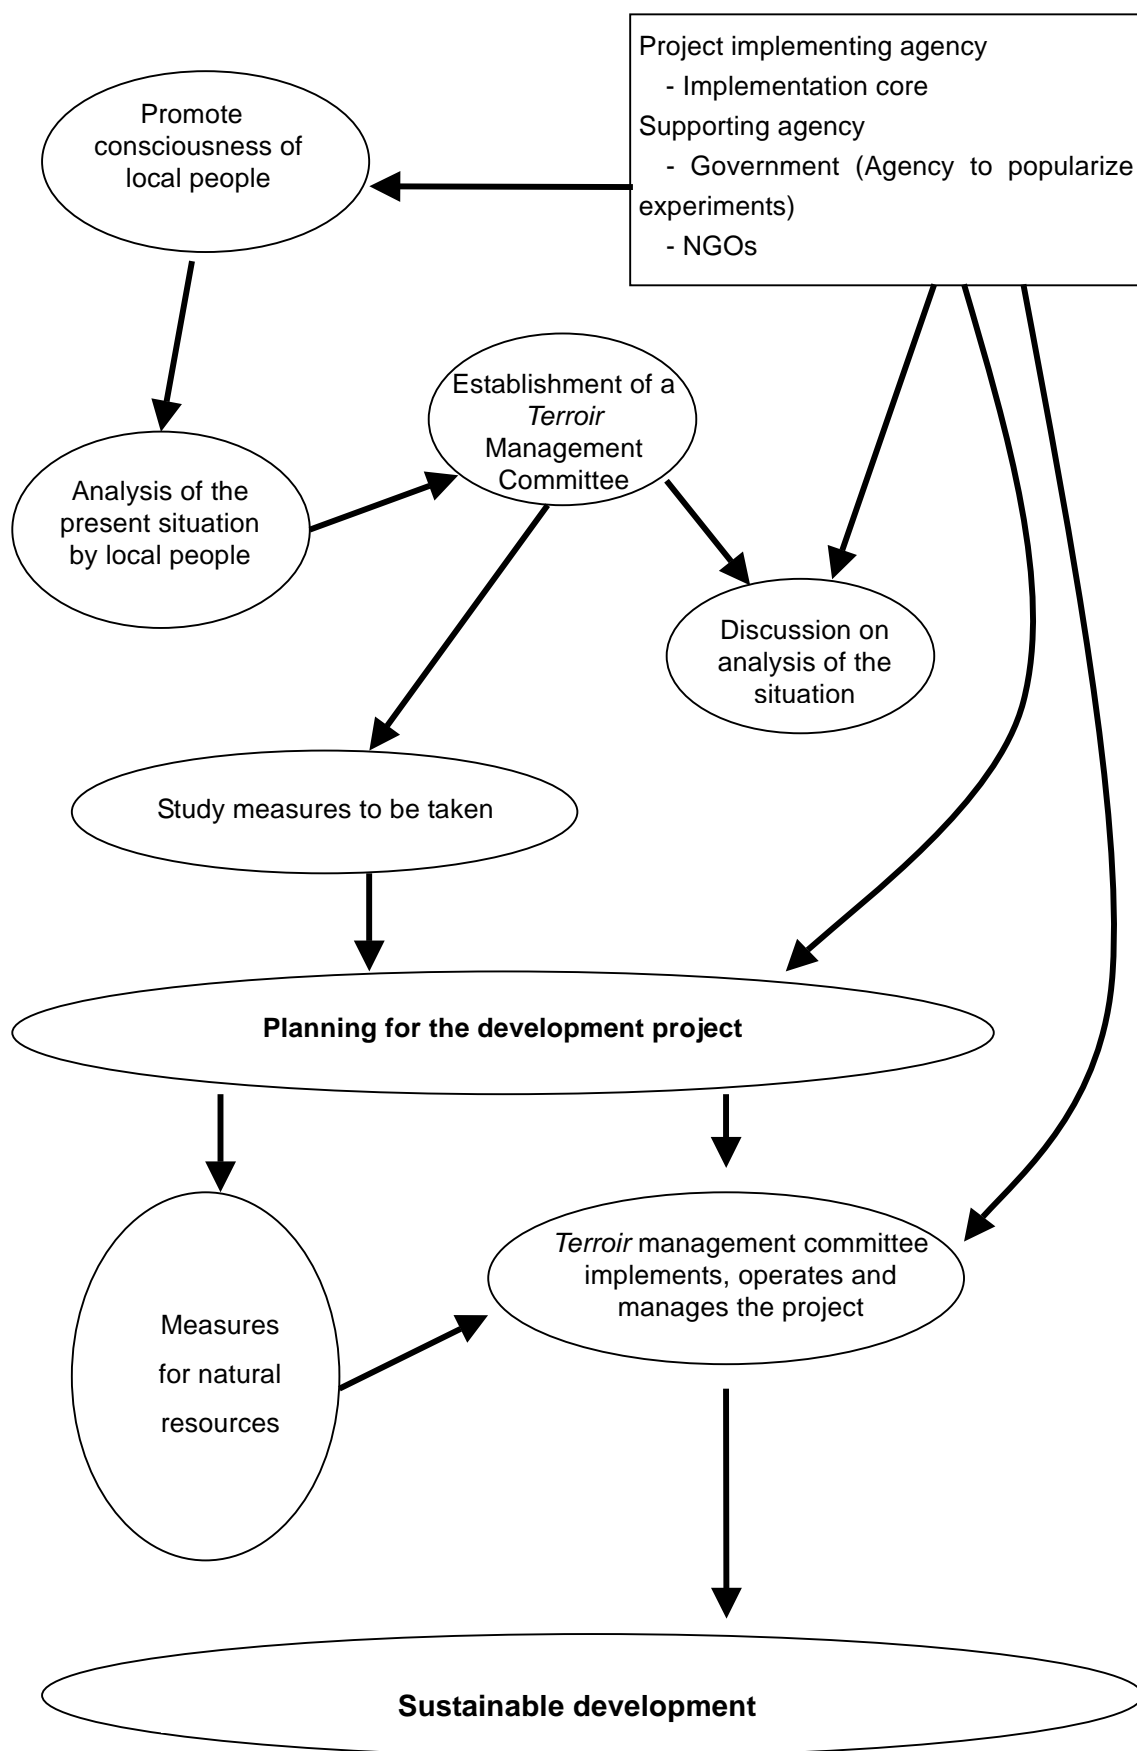 Project implementing agency
- Implementation core
Supporting agency
- Government (Agency to popularize
experiments)
- NGOs
Promote
consciousness of
local people
Establishment of a
Terroir
Management
Committee
Analysis of the
present situation
by local people
Discussion on
analysis of the
situation
Study measures to be taken
Planning for the development project
Terroir management committee
implements, operates and
manages the project
Measures
for natural
resources
Sustainable development